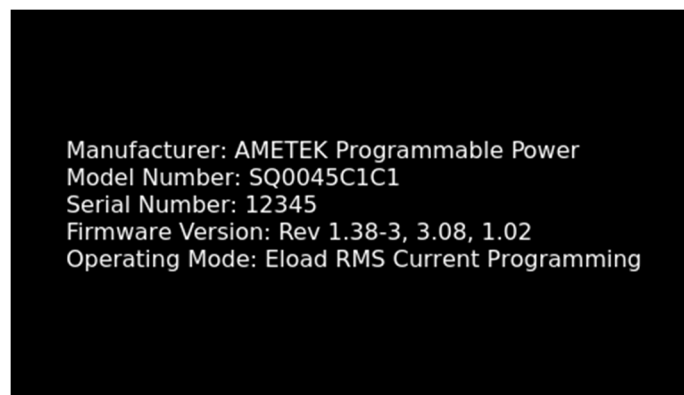 Manufacturer: AMETEK Programmable Power
Model Number: SQ0045C1C1
Serial Number: 12345
Firmware Version: Rev 1.38-3, 3.08, 1.02
Operating Mode: Eload RMS Current Programming